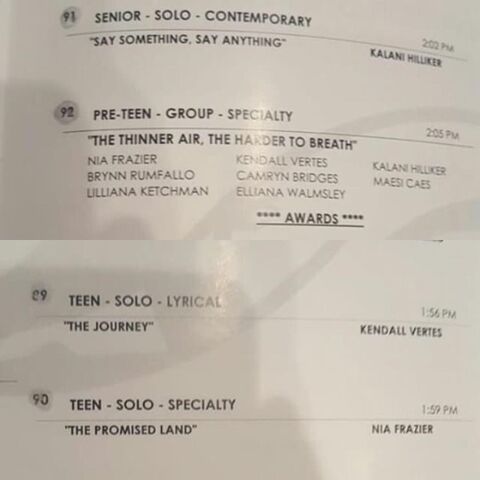 91 SENIOR - SOLO - CONTEMPORARY
2:02 PM
"SAY SOMETHING, SAY ANYTHING" KALANI HILLIKER
92 PRE-TEEN - GROUP - SPECIALTY
2:05 PM
"THE THINNER AIR, THE HARDER TO BREATH"
NIA FRAZIER KENDALL VERTES KALANI HILLIKER
BRYNN RUMFALLO CAMRYN BRIDGES MAESI CAES
LILLIANA KETCHMAN ELLIANA WALMSLEY
**** AWARDS ****
89 TEEN - SOLO - LYRICAL
1:56 PM
"THE JOURNEY" KENDALL VERTES
90 TEEN - SOLO - SPECIALTY
1:59 PM
"THE PROMISED LAND" NIA FRAZIER